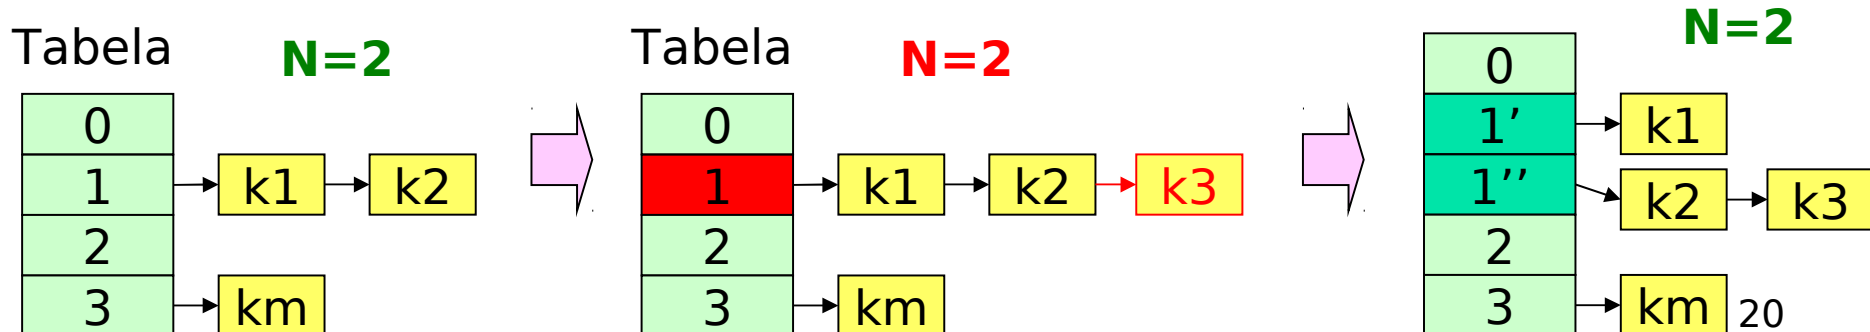 Tabela N=2
0
1 k1 k2
2
3 km
Tabela N=2
0
1 k1 k2 k3
2
3 km
N=2
0
1’ k1
1’’ k2 k3
2
3 km
20